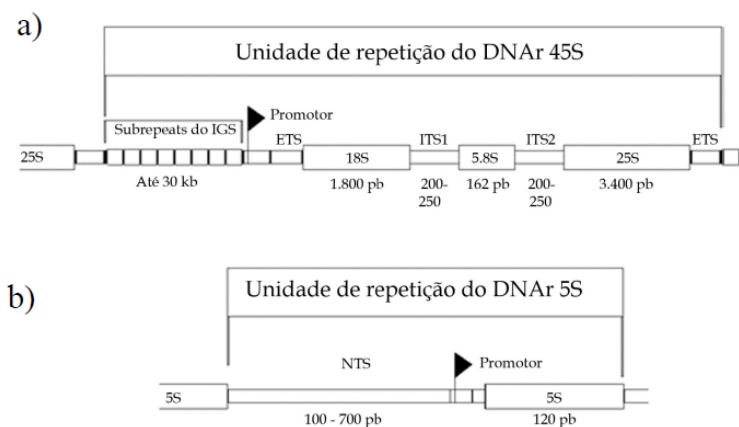 a)
Unidade de repetição do DNAr 45S
Subrepeats do IGS
Promotor
ETS
ITS1
ITS2
ETS
25S
18S
5.8S
25S
Até 30 kb
1.800 pb
200-
250
162 pb
200-
250
3.400 pb
b)
Unidade de repetição do DNAr 5S
NTS
Promotor
5S
5S
100 - 700 pb
120 pb